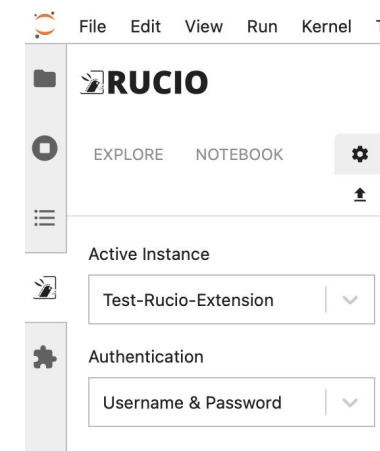 File Edit View Run Kernel
RUCIO
EXPLORE NOTEBOOK
Active Instance
Test-Rucio-Extension
Authentication
Username & Password